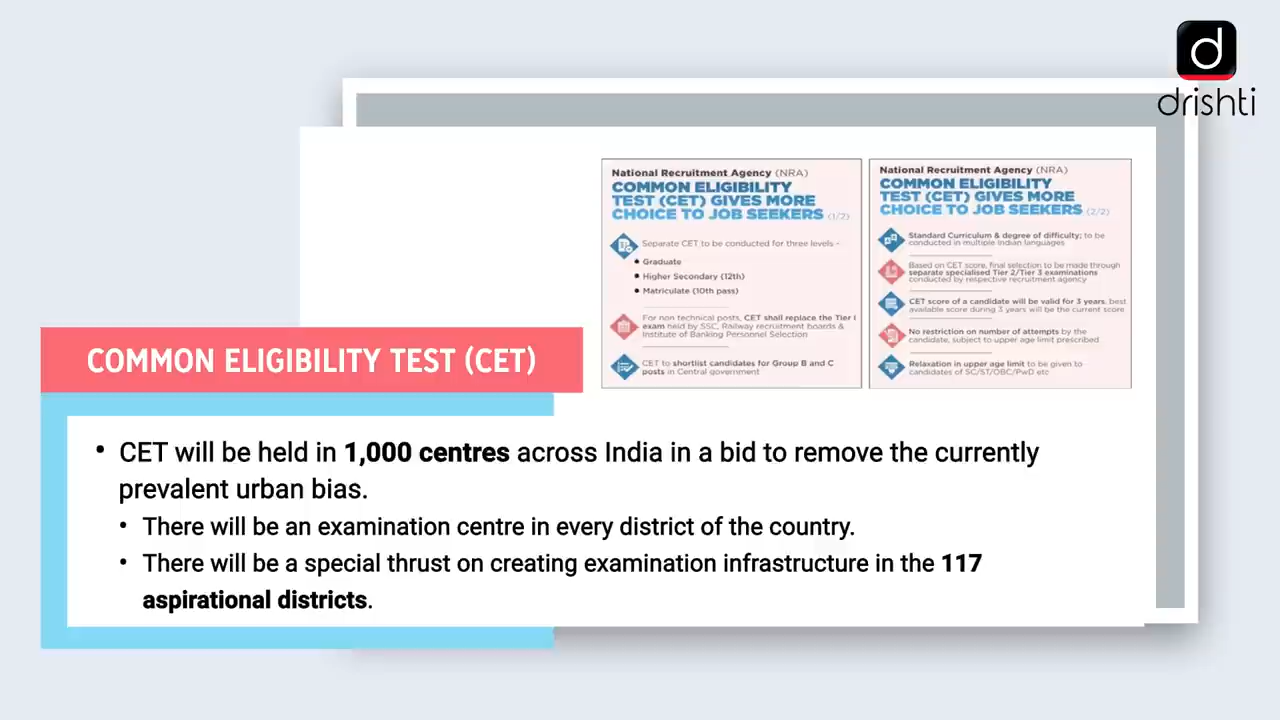 drishti
National Recruitment Agency (NRA)
COMMON ELIGIBILITY
TEST (CET) GIVES MORE
CHOICE TO JOB SEEKERS (1/2)
Separate CET to be conducted for three levels –
• Graduate
• Higher Secondary (12th)
• Matriculate (10th pass)
For non technical posts, CET shall replace the Tier I
exam held by SSC, Railway recruitment boards &
Institute of Banking Personnel Selection
CET to shortlist candidates for Group B and C
posts in Central government
National Recruitment Agency (NRA)
COMMON ELIGIBILITY
TEST (CET) GIVES MORE
CHOICE TO JOB SEEKERS (2/2)
Standard Curriculum & degree of difficulty; to be
conducted in multiple Indian languages
Based on CET score, final selection to be made through
separate specialised Tier 2/Tier 3 examinations
conducted by respective recruitment agency
CET score of a candidate will be valid for 3 years, best
available score during 3 years will be the current score
No restriction on number of attempts by the
candidate, subject to upper age limit prescribed
Relaxation in upper age limit to be given to
candidates of SC/ST/OBC/PwD etc
COMMON ELIGIBILITY TEST (CET)
• CET will be held in 1,000 centres across India in a bid to remove the currently
prevalent urban bias.
• There will be an examination centre in every district of the country.
• There will be a special thrust on creating examination infrastructure in the 117
aspirational districts.